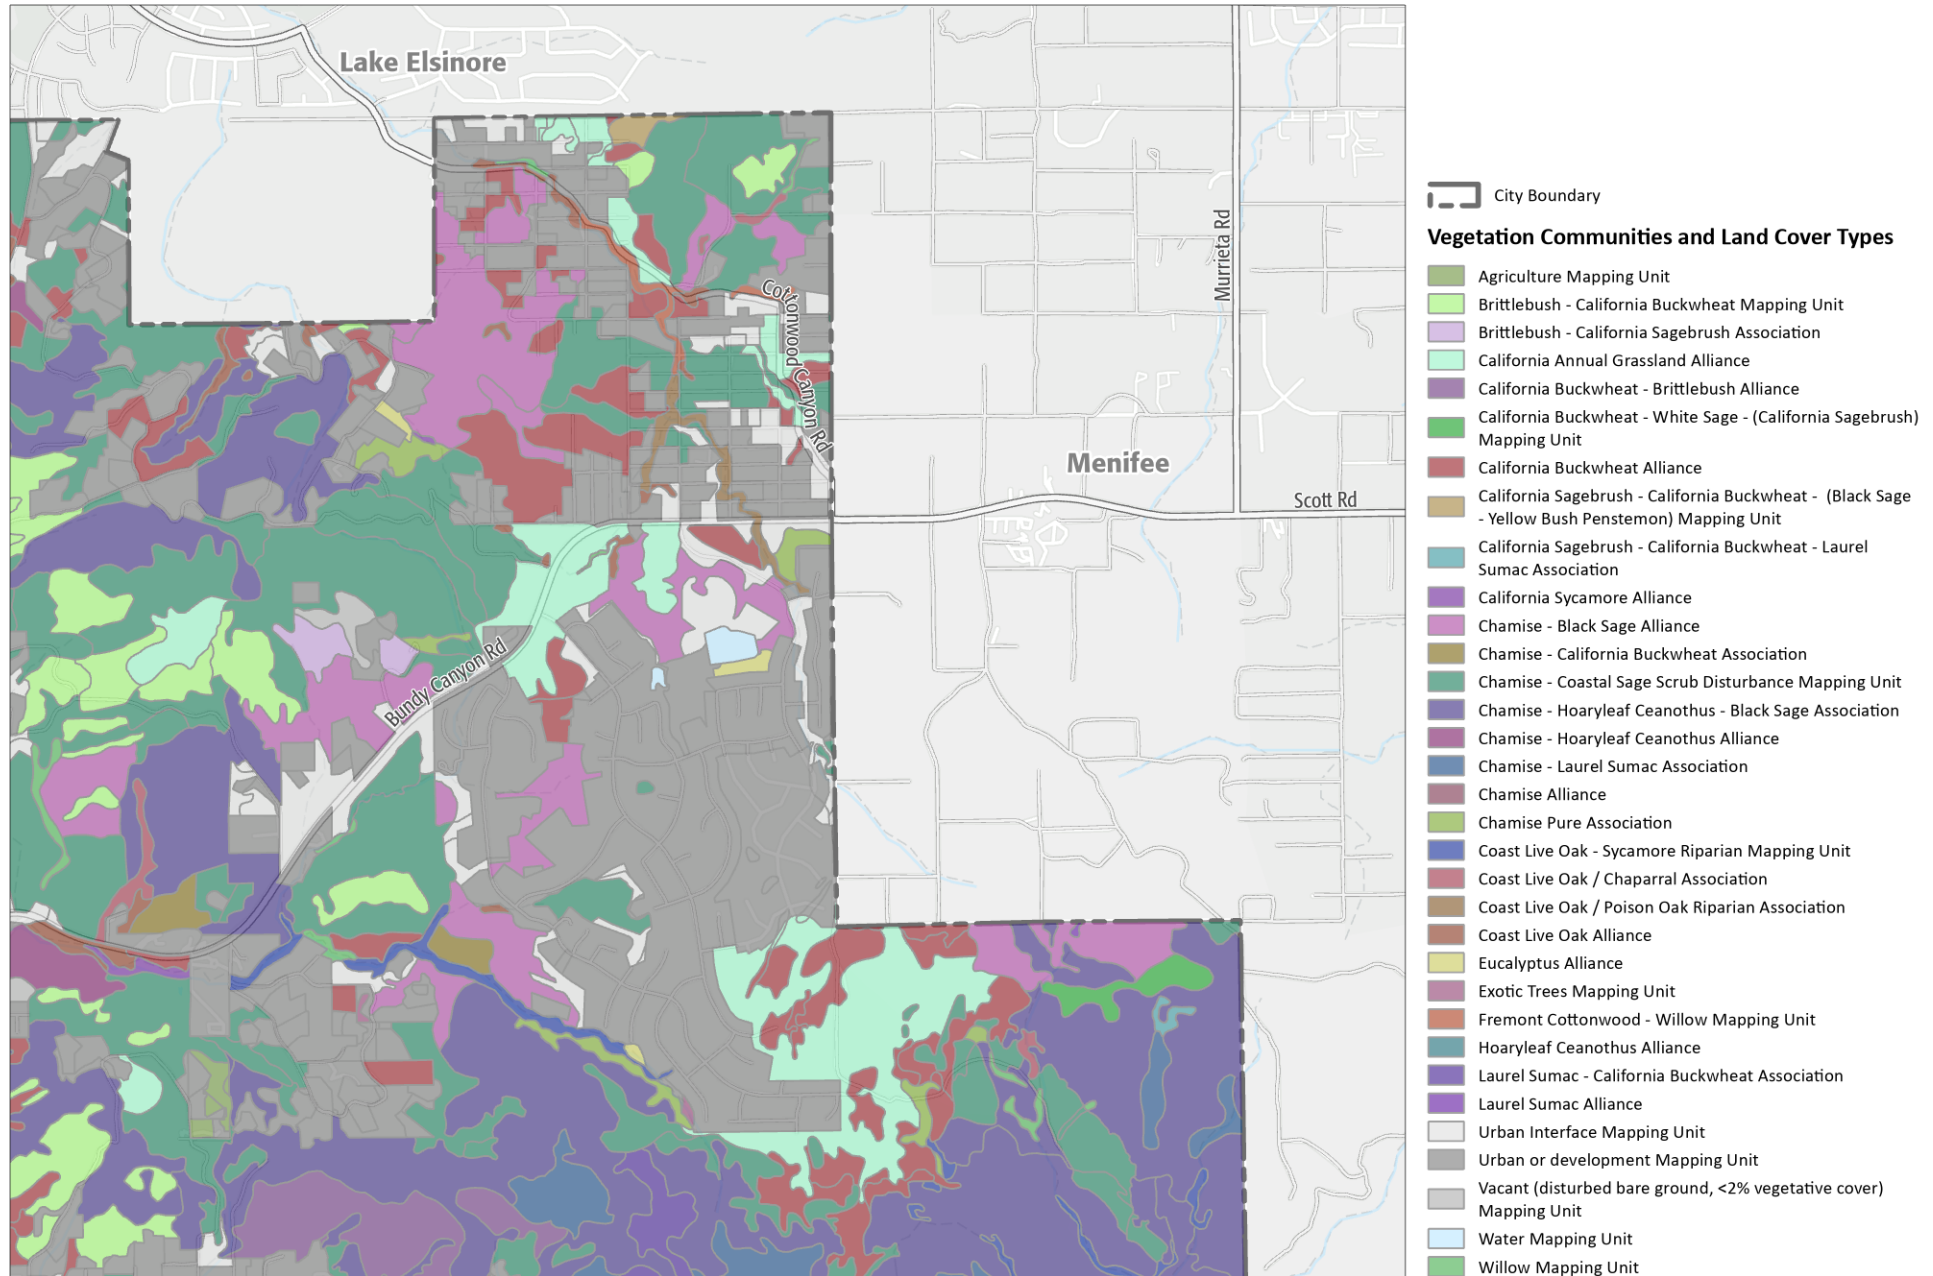 Lake Elsinore
Murrieta Rd
Cottonwood Canyon Rd
Menifee
Scott Rd
Bundy Canyon Rd
City Boundary
Vegetation Communities and Land Cover Types
Agriculture Mapping Unit
Brittlebush - California Buckwheat Mapping Unit
Brittlebush - California Sagebrush Association
California Annual Grassland Alliance
California Buckwheat - Brittlebush Alliance
California Buckwheat - White Sage - (California Sagebrush)
Mapping Unit
California Buckwheat Alliance
California Sagebrush - California Buckwheat - (Black Sage
- Yellow Bush Penstemon) Mapping Unit
California Sagebrush - California Buckwheat - Laurel
Sumac Association
California Sycamore Alliance
Chamise - Black Sage Alliance
Chamise - California Buckwheat Association
Chamise - Coastal Sage Scrub Disturbance Mapping Unit
Chamise - Hoaryleaf Ceanothus - Black Sage Association
Chamise - Hoaryleaf Ceanothus Alliance
Chamise - Laurel Sumac Association
Chamise Alliance
Chamise Pure Association
Coast Live Oak - Sycamore Riparian Mapping Unit
Coast Live Oak / Chaparral Association
Coast Live Oak / Poison Oak Riparian Association
Coast Live Oak Alliance
Eucalyptus Alliance
Exotic Trees Mapping Unit
Fremont Cottonwood - Willow Mapping Unit
Hoaryleaf Ceanothus Alliance
Laurel Sumac - California Buckwheat Association
Laurel Sumac Alliance
Urban Interface Mapping Unit
Urban or development Mapping Unit
Vacant (disturbed bare ground, <2% vegetative cover)
Mapping Unit
Water Mapping Unit
Willow Mapping Unit